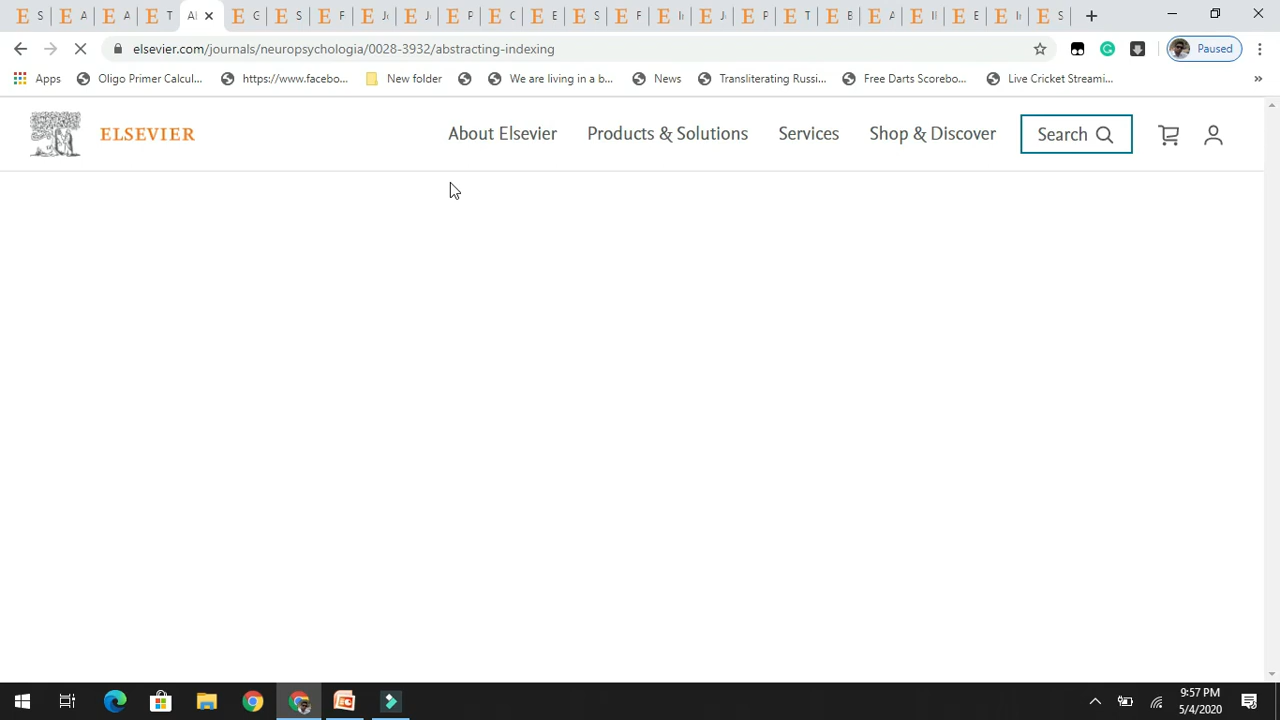 S A A T Al G S F J J P C E S F I J P T B A I E I S
elsevier.com/journals/neuropsychologia/0028-3932/abstracting-indexing
Paused
Apps Oligo Primer Calcul... https://www.facebo... New folder We are living in a b... News Transliterating Russi... Free Darts Scorebo... Live Cricket Streami... »
ELSEVIER About Elsevier Products & Solutions Services Shop & Discover Search
9:57 PM
5/4/2020